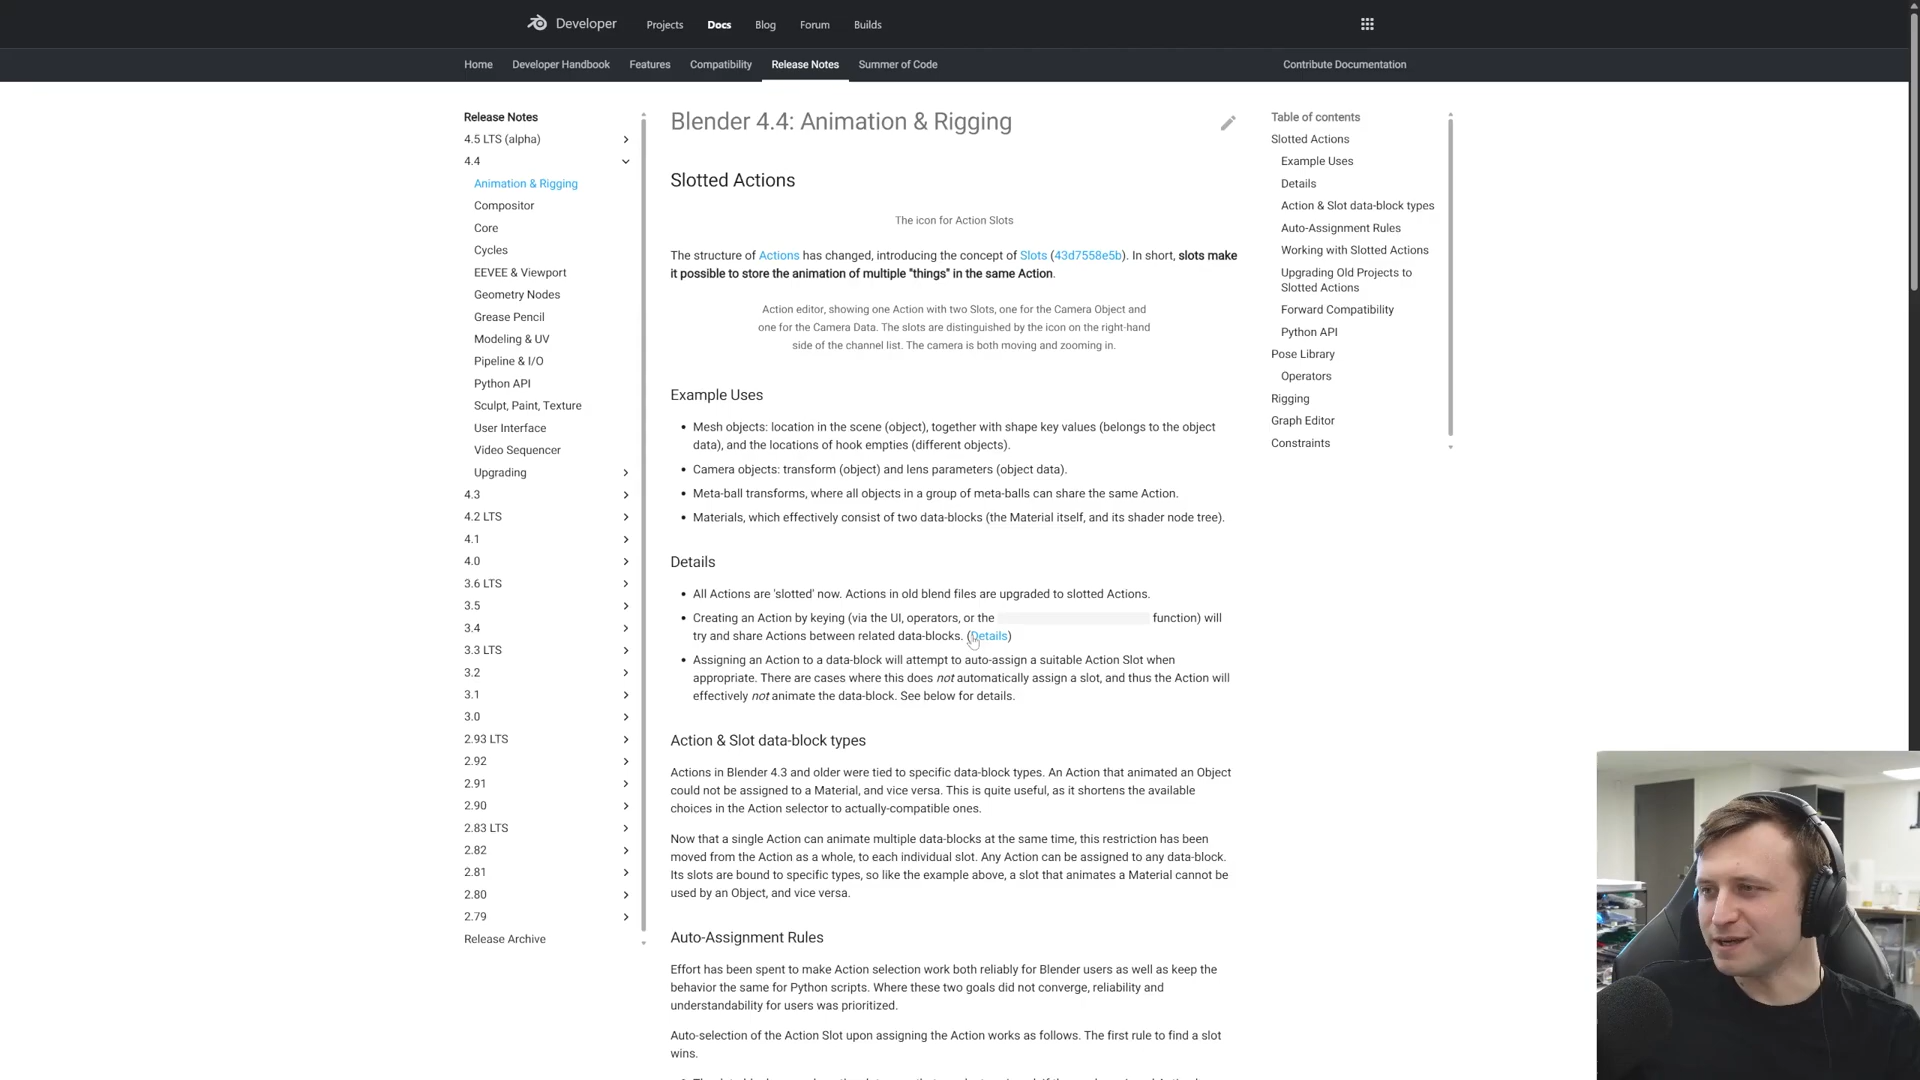 Developer
Projects
Docs
Blog
Forum
Builds
Home
Developer Handbook
Features
Compatibility
Release Notes
Summer of Code
Contribute Documentation
Release Notes
4.5 LTS (alpha)
4.4
Animation & Rigging
Compositor
Core
Cycles
EEVEE & Viewport
Geometry Nodes
Grease Pencil
Modeling & UV
Pipeline & I/O
Python API
Sculpt, Paint, Texture
User Interface
Video Sequencer
Upgrading
4.3
4.2 LTS
4.1
4.0
3.6 LTS
3.5
3.4
3.3 LTS
3.2
3.1
3.0
2.93 LTS
2.92
2.91
2.90
2.83 LTS
2.82
2.81
2.80
2.79
Release Archive
Blender 4.4: Animation & Rigging
Slotted Actions
The icon for Action Slots
The structure of Actions has changed, introducing the concept of Slots (43d7558e5b). In short, slots make
it possible to store the animation of multiple "things" in the same Action.
Action editor, showing one Action with two Slots, one for the Camera Object and
one for the Camera Data. The slots are distinguished by the icon on the right-hand
side of the channel list. The camera is both moving and zooming in.
Example Uses
• Mesh objects: location in the scene (object), together with shape key values (belongs to the object
data), and the locations of hook empties (different objects).
• Camera objects: transform (object) and lens parameters (object data).
• Meta-ball transforms, where all objects in a group of meta-balls can share the same Action.
• Materials, which effectively consist of two data-blocks (the Material itself, and its shader node tree).
Details
• All Actions are 'slotted' now. Actions in old blend files are upgraded to slotted Actions.
• Creating an Action by keying (via the UI, operators, or the function) will
try and share Actions between related data-blocks. (Details)
• Assigning an Action to a data-block will attempt to auto-assign a suitable Action Slot when
appropriate. There are cases where this does not automatically assign a slot, and thus the Action will
effectively not animate the data-block. See below for details.
Action & Slot data-block types
Actions in Blender 4.3 and older were tied to specific data-block types. An Action that animated an Object
could not be assigned to a Material, and vice versa. This is quite useful, as it shortens the available
choices in the Action selector to actually-compatible ones.
Now that a single Action can animate multiple data-blocks at the same time, this restriction has been
moved from the Action as a whole, to each individual slot. Any Action can be assigned to any data-block.
Its slots are bound to specific types, so like the example above, a slot that animates a Material cannot be
used by an Object, and vice versa.
Auto-Assignment Rules
Effort has been spent to make Action selection work both reliably for Blender users as well as keep the
behavior the same for Python scripts. Where these two goals did not converge, reliability and
understandability for users was prioritized.
Auto-selection of the Action Slot upon assigning the Action works as follows. The first rule to find a slot
wins.
Table of contents
Slotted Actions
Example Uses
Details
Action & Slot data-block types
Auto-Assignment Rules
Working with Slotted Actions
Upgrading Old Projects to
Slotted Actions
Forward Compatibility
Python API
Pose Library
Operators
Rigging
Graph Editor
Constraints